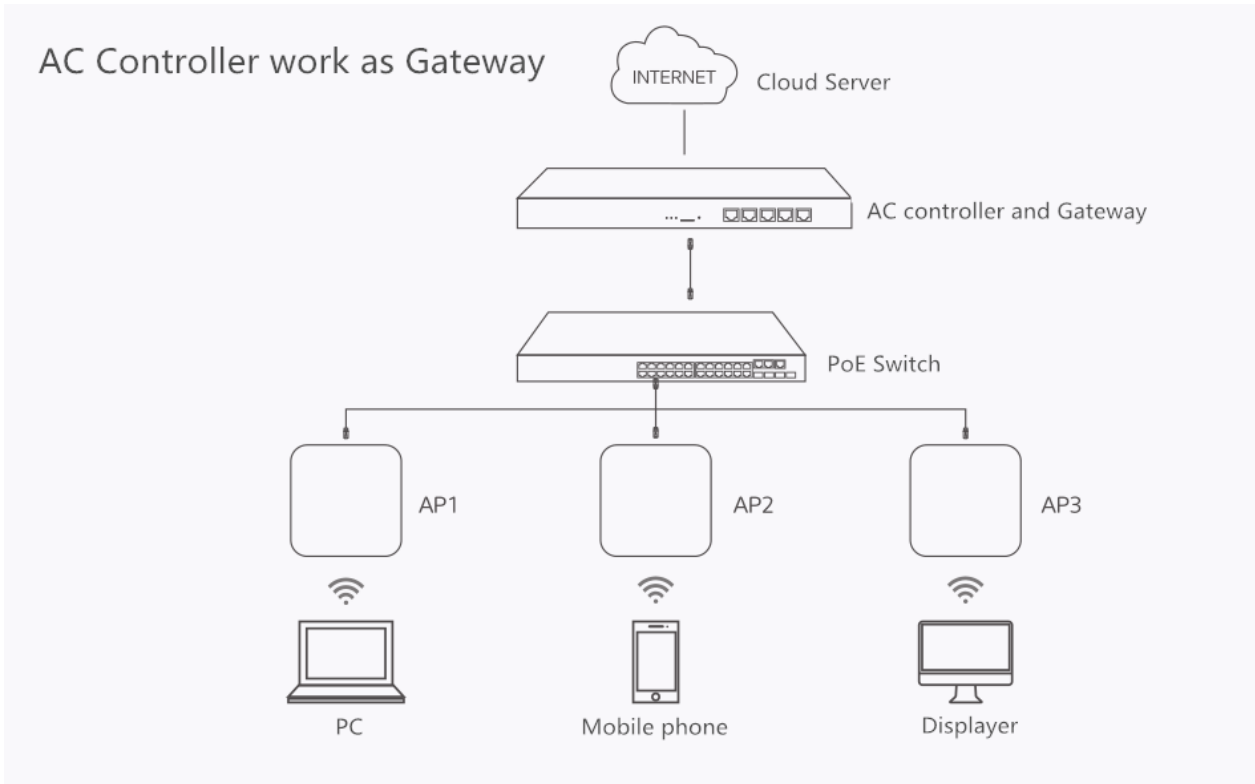 AC Controller work as Gateway
INTERNET
Cloud Server
AC controller and Gateway
PoE Switch
AP1
AP2
AP3
PC
Mobile phone
Displayer